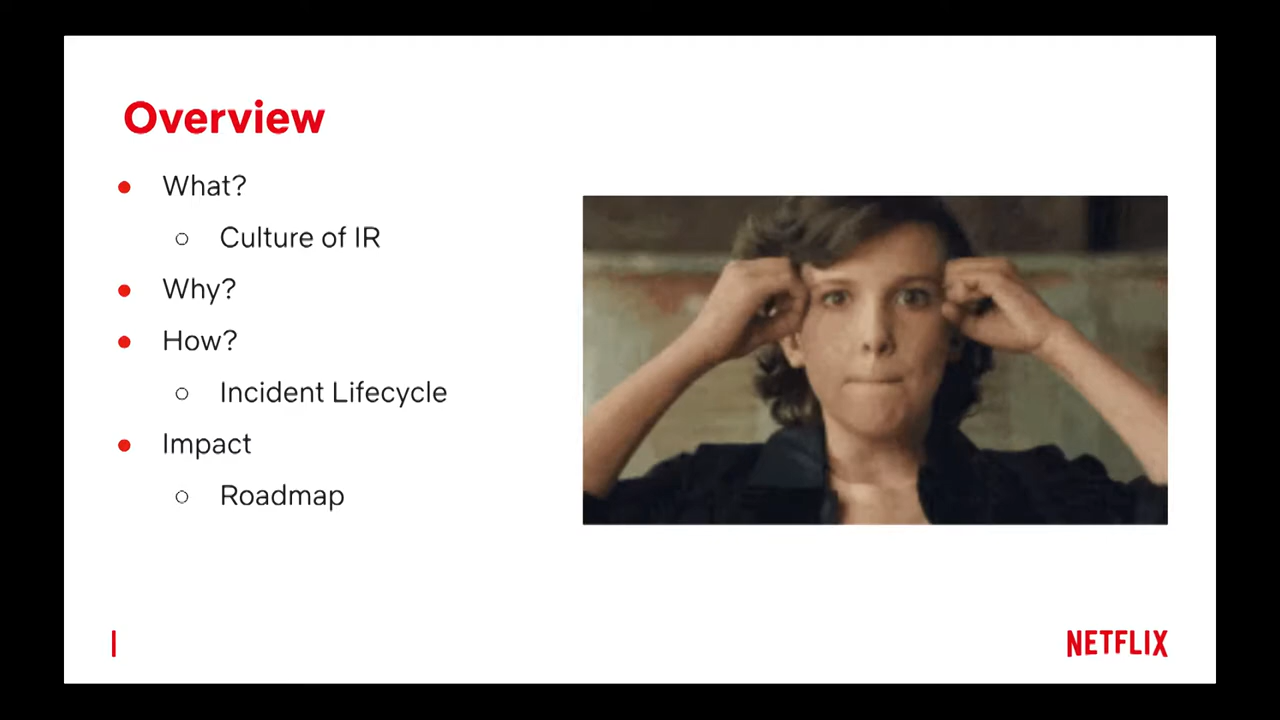 Overview
What?
Culture of IR
Why?
How?
Incident Lifecycle
Impact
Roadmap
NETFLIX